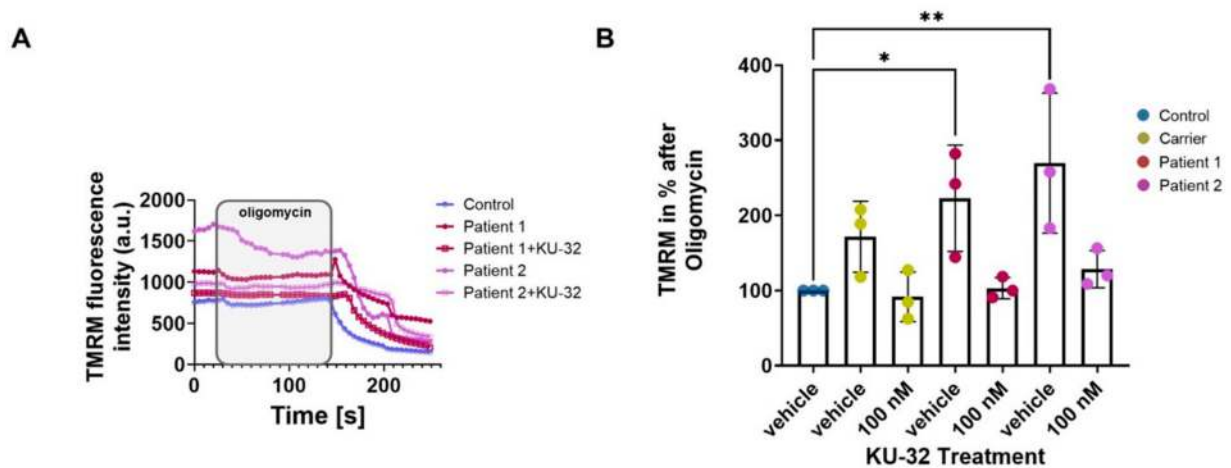 A
TMRM fluorescence
intensity (a.u.)
2000
1500
1000
500
0
oligomycin
0
100
200
Time [s]
Control
Patient 1
Patient 1+KU-32
Patient 2
Patient 2+KU-32
B
TMRM in % after
Oligomycin
400
300
200
100
0
*
**
vehicle
vehicle
100 nM
vehicle
100 nM
vehicle
100 nM
KU-32 Treatment
Control
Carrier
Patient 1
Patient 2